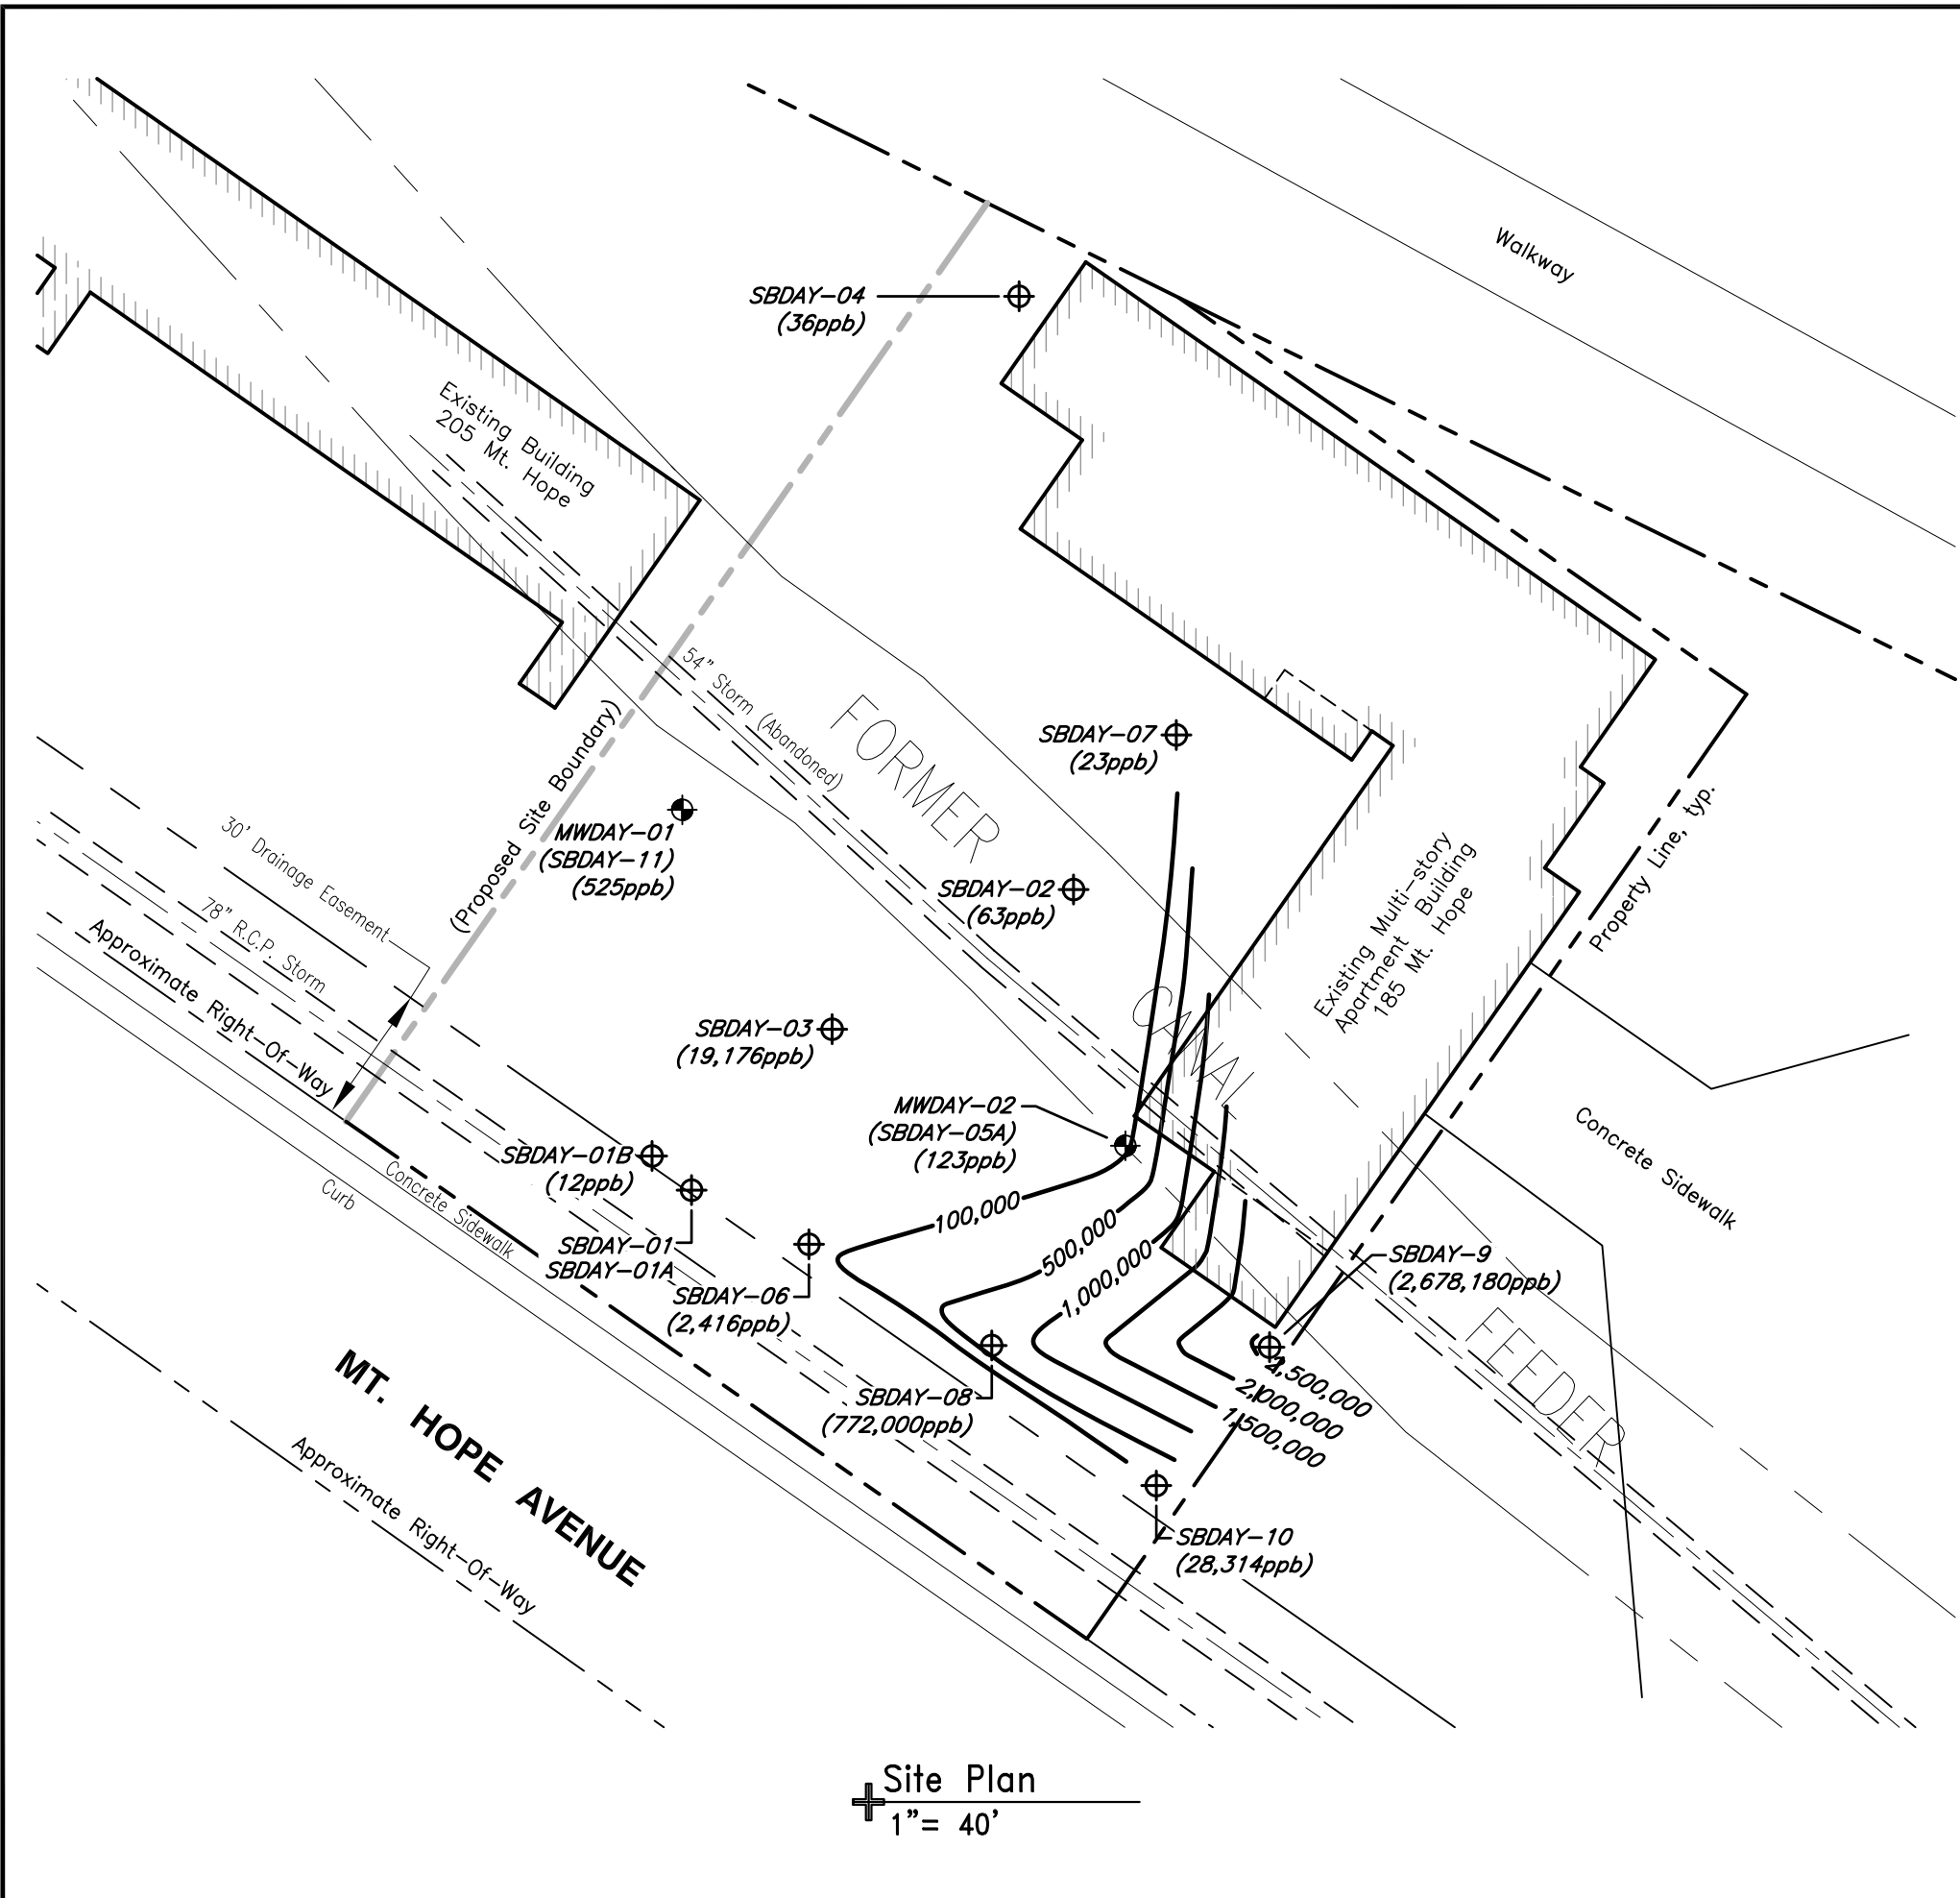 Walkway
SBDAY-04
(36ppb)
Existing Building
205 Mt. Hope
54" Storm (Abandoned)
FORMER
SBDAY-07
(23ppb)
(Proposed Site Boundary)
MWDAY-01
(SBDAY-11)
(525ppb)
30' Drainage Easement
78" R.C.P. Storm
Approximate Right-Of-Way
SBDAY-02
(63ppb)
Existing Multi-story
Apartment Building
185 Mt. Hope
Property Line, typ.
CANAL
SBDAY-03
(19,176ppb)
MWDAY-02
(SBDAY-05A)
(123ppb)
SBDAY-01B
(12ppb)
Concrete Sidewalk
Curb
Concrete Sidewalk
SBDAY-01
SBDAY-01A
SBDAY-06
(2,416ppb)
100,000
500,000
1,000,000
SBDAY-9
(2,678,180ppb)
2,500,000
2,000,000
1,500,000
FEEDER
SBDAY-08
(772,000ppb)
MT. HOPE AVENUE
Approximate Right-Of-Way
SBDAY-10
(28,314ppb)
Site Plan
1"= 40'